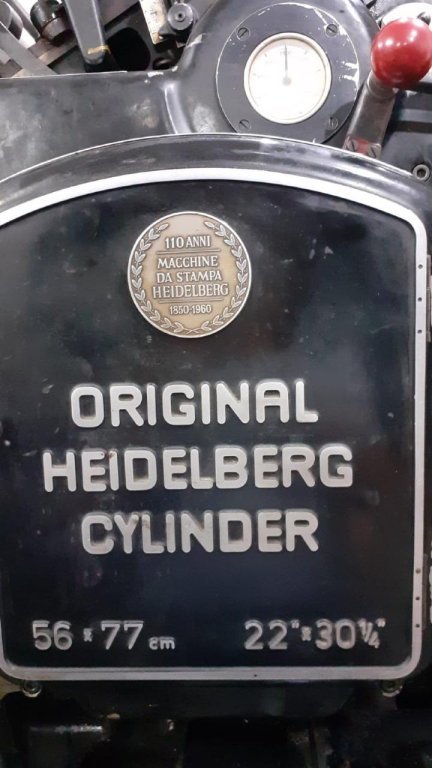 110 ANNI
MACCHINE
DA STAMPA
HEIDELBERG
1850-1960
ORIGINAL
HEIDELBERG
CYLINDER
56 x 77 cm 22" x 30¼"